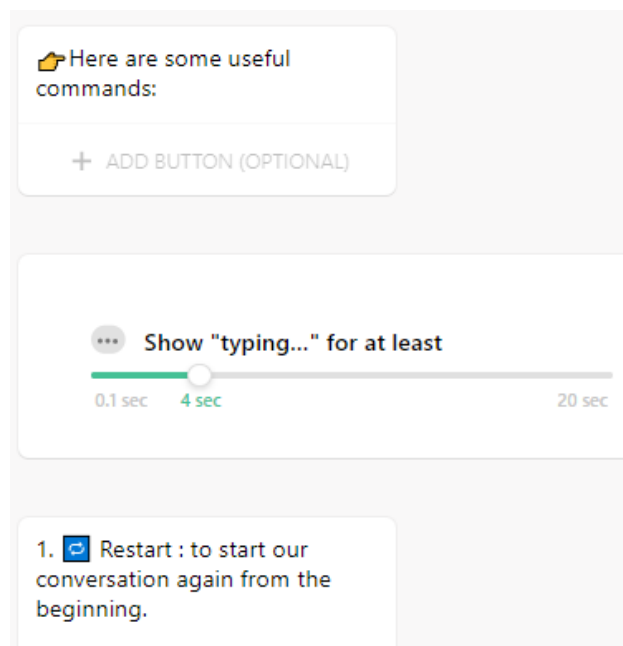 👉Here are some useful
commands:
+ ADD BUTTON (OPTIONAL)
Show "typing..." for at least
0.1 sec 4 sec 20 sec
1. 🔁 Restart : to start our
conversation again from the
beginning.